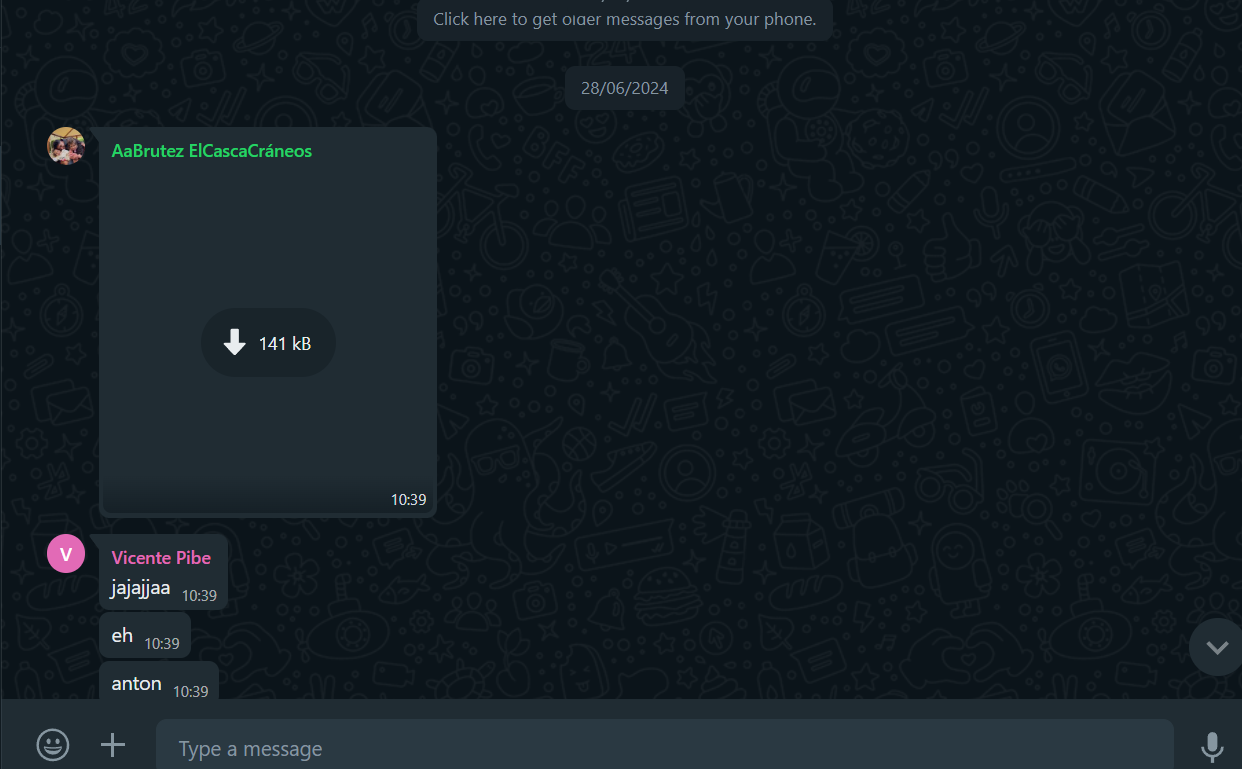 Click here to get older messages from your phone.
28/06/2024
AaBrutez ElCascaCráneos
141 kB
10:39
V
Vicente Pibe
jajajjaa 10:39
eh 10:39
anton 10:39
Type a message